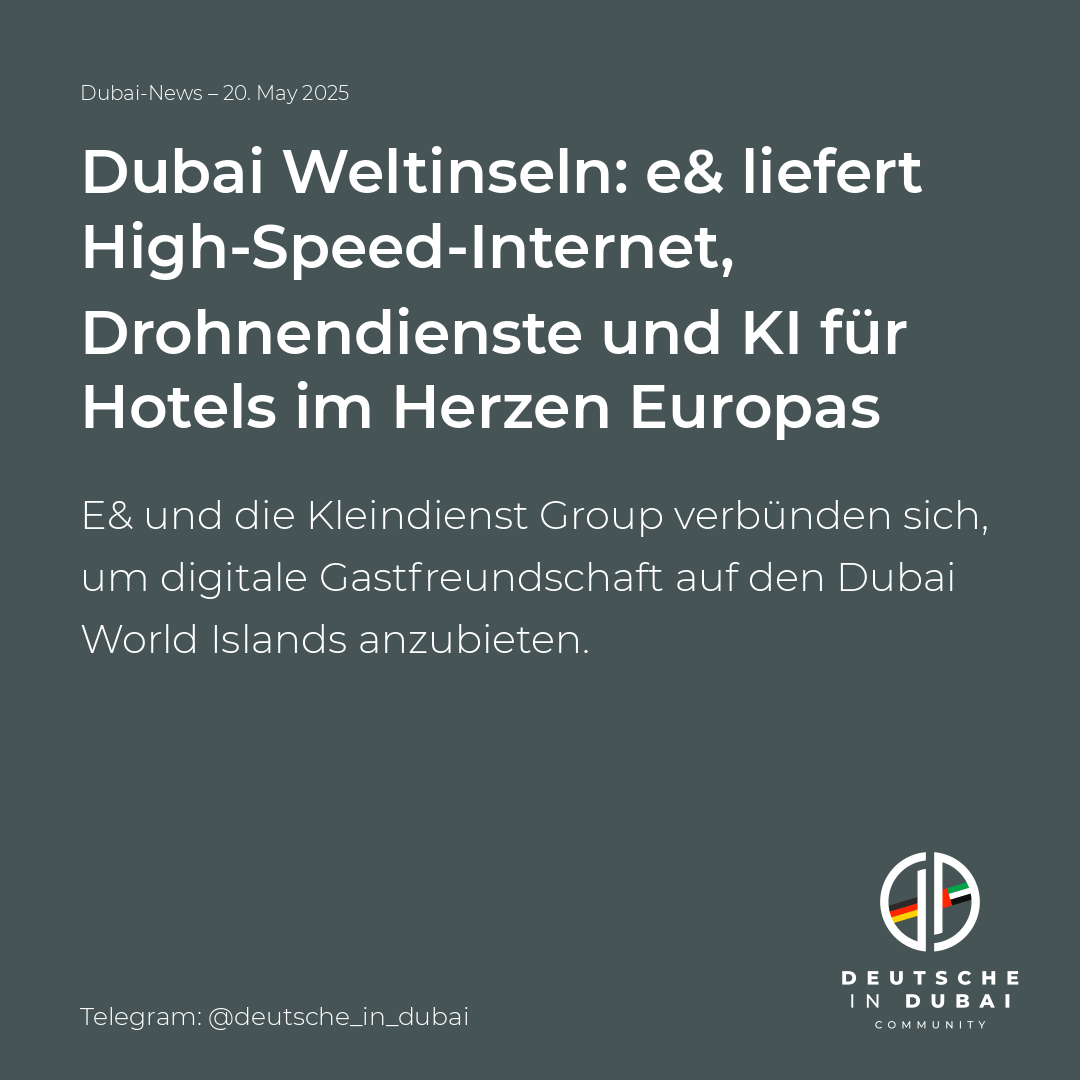 Dubai-News – 20. May 2025
Dubai Weltinseln: e& liefert
High-Speed-Internet,
Drohnendienste und KI für
Hotels im Herzen Europas
E& und die Kleindienst Group verbünden sich,
um digitale Gastfreundschaft auf den Dubai
World Islands anzubieten.
DEUTSCHE
IN DUBAI
COMMUNITY
Telegram: @deutsche_in_dubai